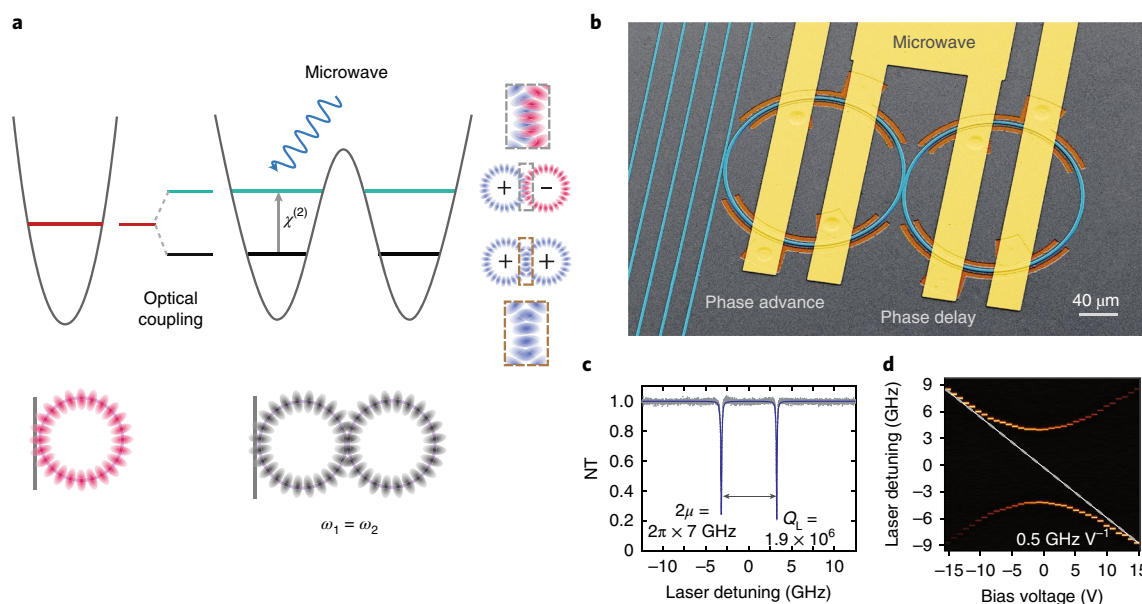 a
Microwave
χ(2)
+ −
+ +
Optical
coupling
ω1 = ω2
b
Microwave
Phase advance
Phase delay
40 μm
c
NT
1.0
0.8
0.6
0.4
0.2
0
2μ =
2π × 7 GHz
QL =
1.9 × 10^6
−10 −5 0 5 10
Laser detuning (GHz)
d
Laser detuning (GHz)
9
6
3
0
−3
−6
−9
0.5 GHz V−1
−15 −10 −5 0 5 10 15
Bias voltage (V)